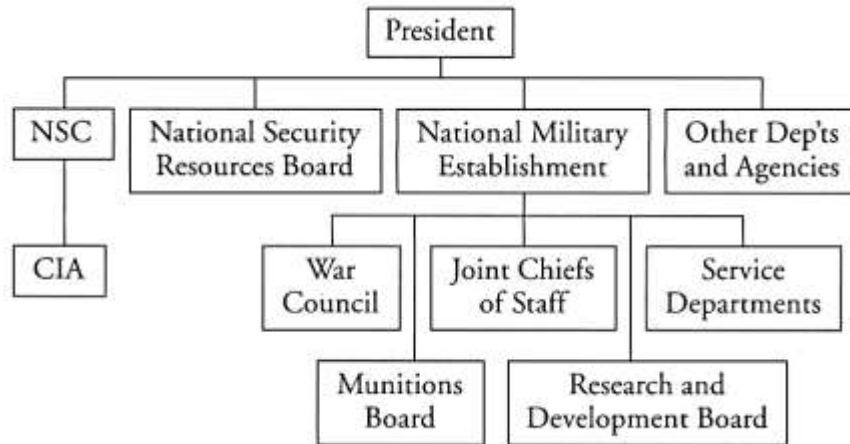 President
NSC
National Security
Resources Board
National Military
Establishment
Other Dep'ts
and Agencies
CIA
War
Council
Joint Chiefs
of Staff
Service
Departments
Munitions
Board
Research and
Development Board